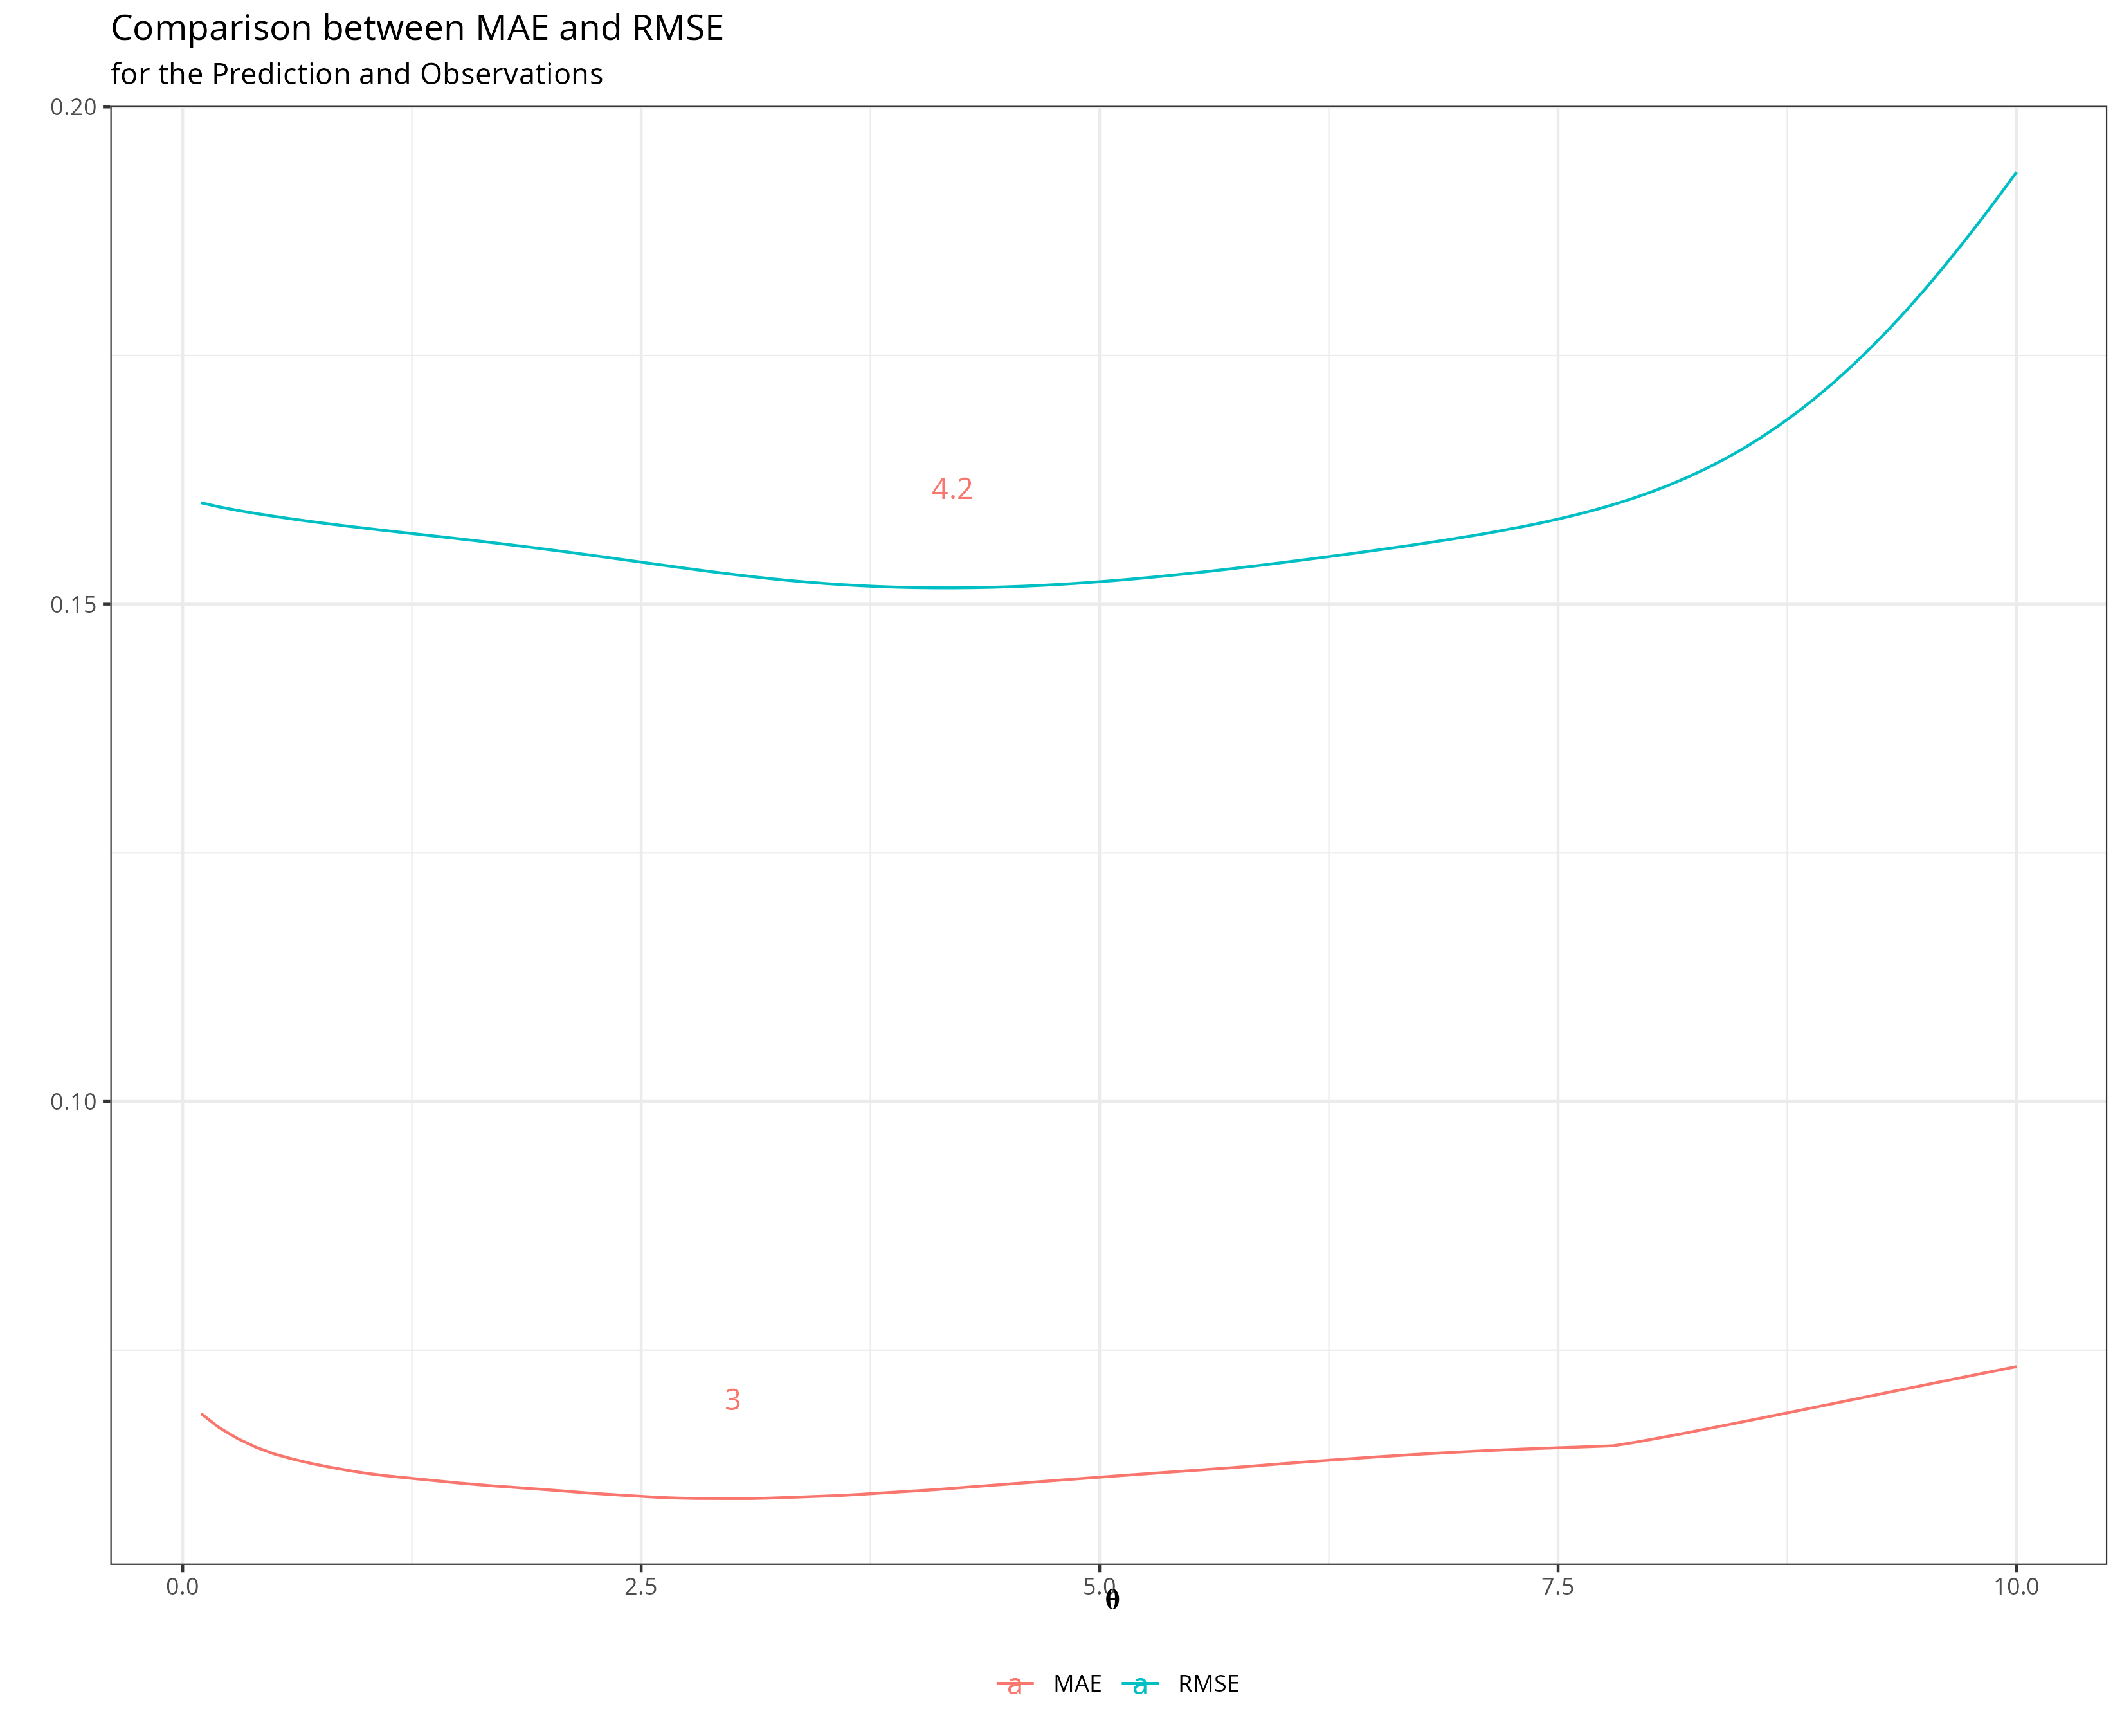 Comparison between MAE and RMSE
for the Prediction and Observations
0.20
0.15
0.10
4.2
3
0.0 2.5 5.0 7.5 10.0
θ
a MAE a RMSE